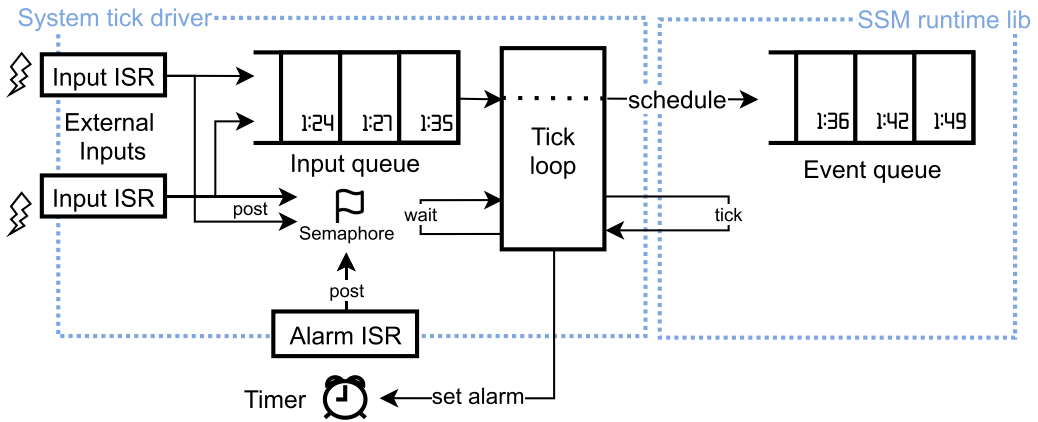 System tick driver
SSM runtime lib
Input ISR
External
Inputs
Input ISR
1:24
1:27
1:35
Input queue
post
Semaphore
wait
Tick
loop
schedule
tick
1:36
1:42
1:49
Event queue
post
Alarm ISR
Timer
set alarm